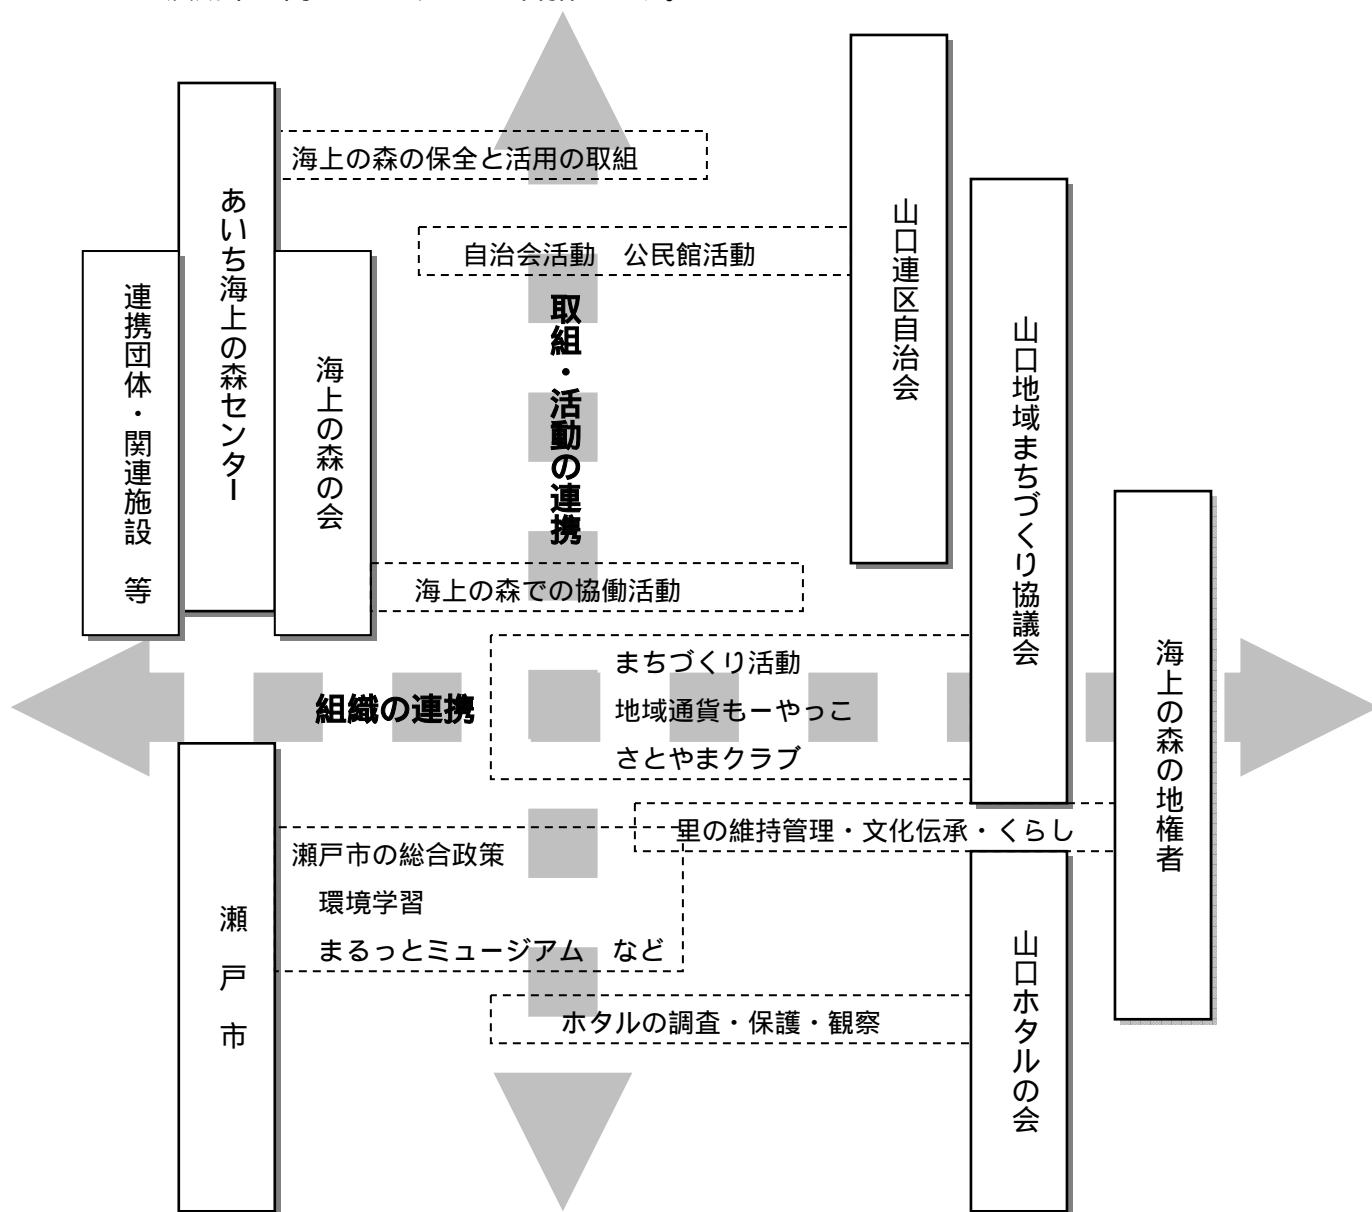 海上の森の保全と活用の取組
自治会活動　公民館活動
山口連区自治会
あいち海上の森センター
連携団体・関連施設　等
海上の森の会
取組・活動の連携
山口地域まちづくり協議会
海上の森での協働活動
まちづくり活動
組織の連携
地域通貨もーやっこ
さとやまクラブ
海上の森の地権者
里の維持管理・文化伝承・くらし
瀬戸市の総合政策
環境学習
まるっとミュージアム　など
瀬　戸　市
ホタルの調査・保護・観察
山口ホタルの会